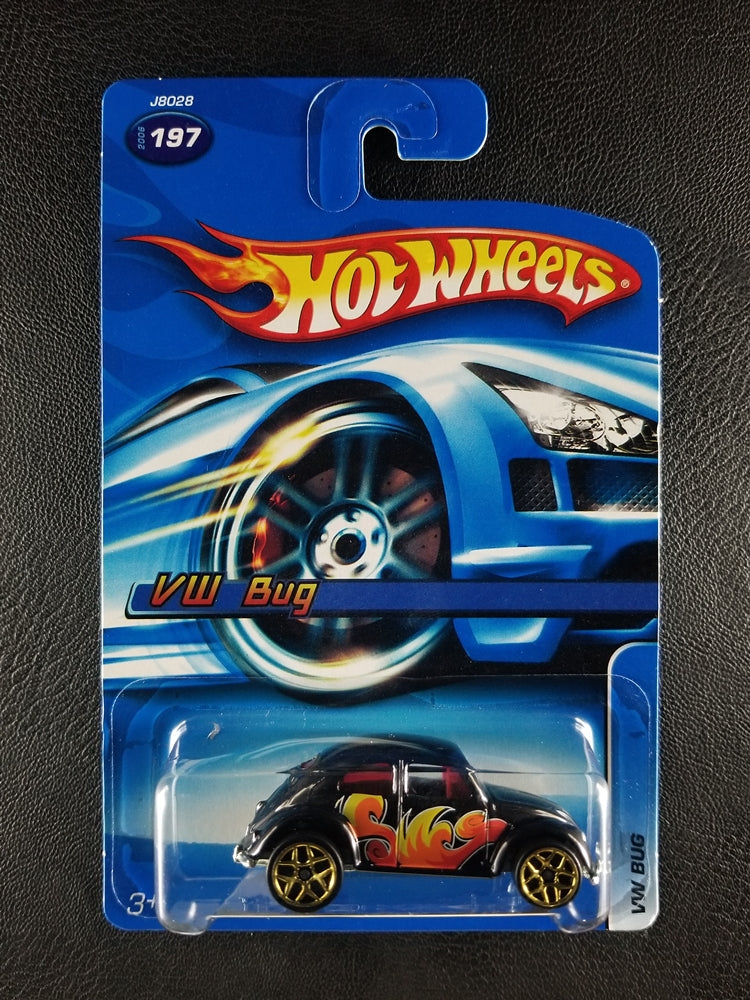 J8028
2006
197
HOT WHEELS®
VW Bug
VW BUG
3+